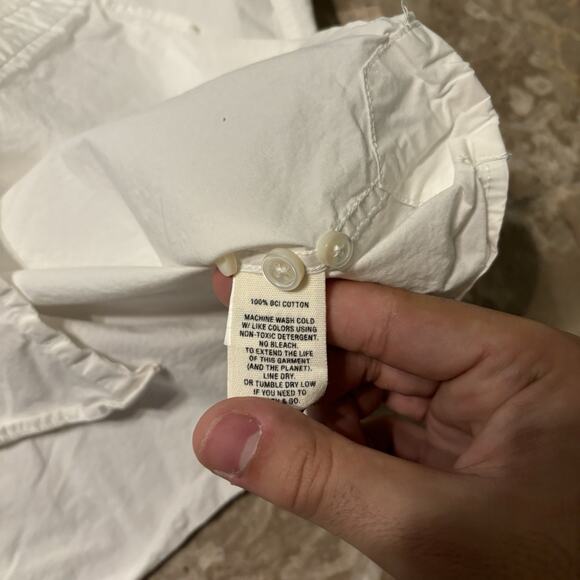 100% BCI COTTON
MACHINE WASH COLD
W/ LIKE COLORS USING
NON-TOXIC DETERGENT.
NO BLEACH.
TO EXTEND THE LIFE
OF THIS GARMENT
(AND THE PLANET),
LINE DRY.
OR TUMBLE DRY LOW
IF YOU NEED TO
& GO.